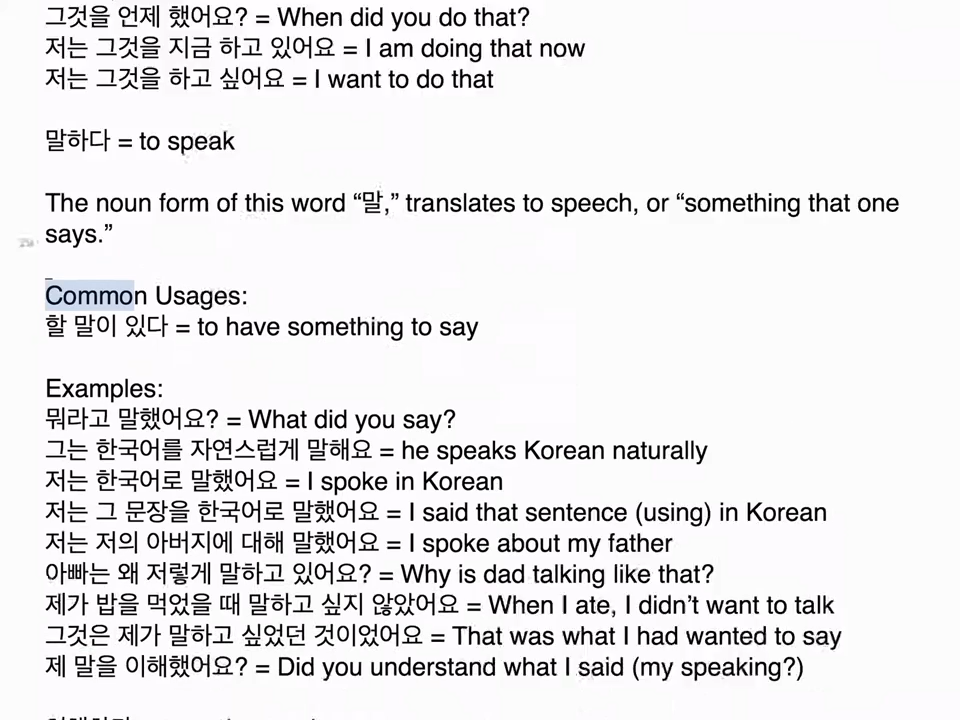 그것을 언제 했어요? = When did you do that?
저는 그것을 지금 하고 있어요 = I am doing that now
저는 그것을 하고 싶어요 = I want to do that
말하다 = to speak
The noun form of this word “말,” translates to speech, or “something that one
says.”
Common Usages:
할 말이 있다 = to have something to say
Examples:
뭐라고 말했어요? = What did you say?
그는 한국어를 자연스럽게 말해요 = he speaks Korean naturally
저는 한국어로 말했어요 = I spoke in Korean
저는 그 문장을 한국어로 말했어요 = I said that sentence (using) in Korean
저는 저의 아버지에 대해 말했어요 = I spoke about my father
아빠는 왜 저렇게 말하고 있어요? = Why is dad talking like that?
제가 밥을 먹었을 때 말하고 싶지 않았어요 = When I ate, I didn’t want to talk
그것은 제가 말하고 싶었던 것이었어요 = That was what I had wanted to say
제 말을 이해했어요? = Did you understand what I said (my speaking?)